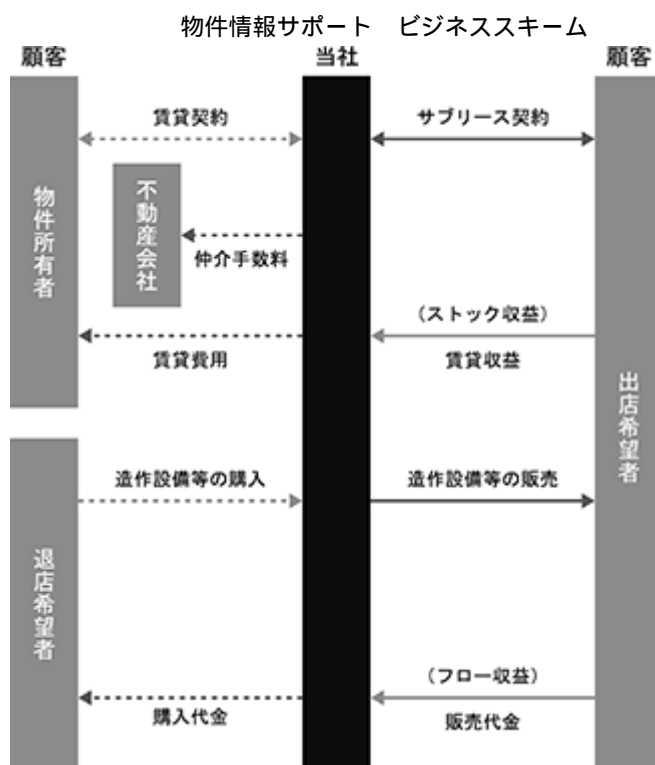 物件情報サポート　ビジネススキーム
顧客
当社
顧客
賃貸契約
サブリース契約
物件所有者
不動産会社
仲介手数料
（ストック収益）
賃貸費用
賃貸収益
出店希望者
造作設備等の購入
造作設備等の販売
退店希望者
（フロー収益）
購入代金
販売代金